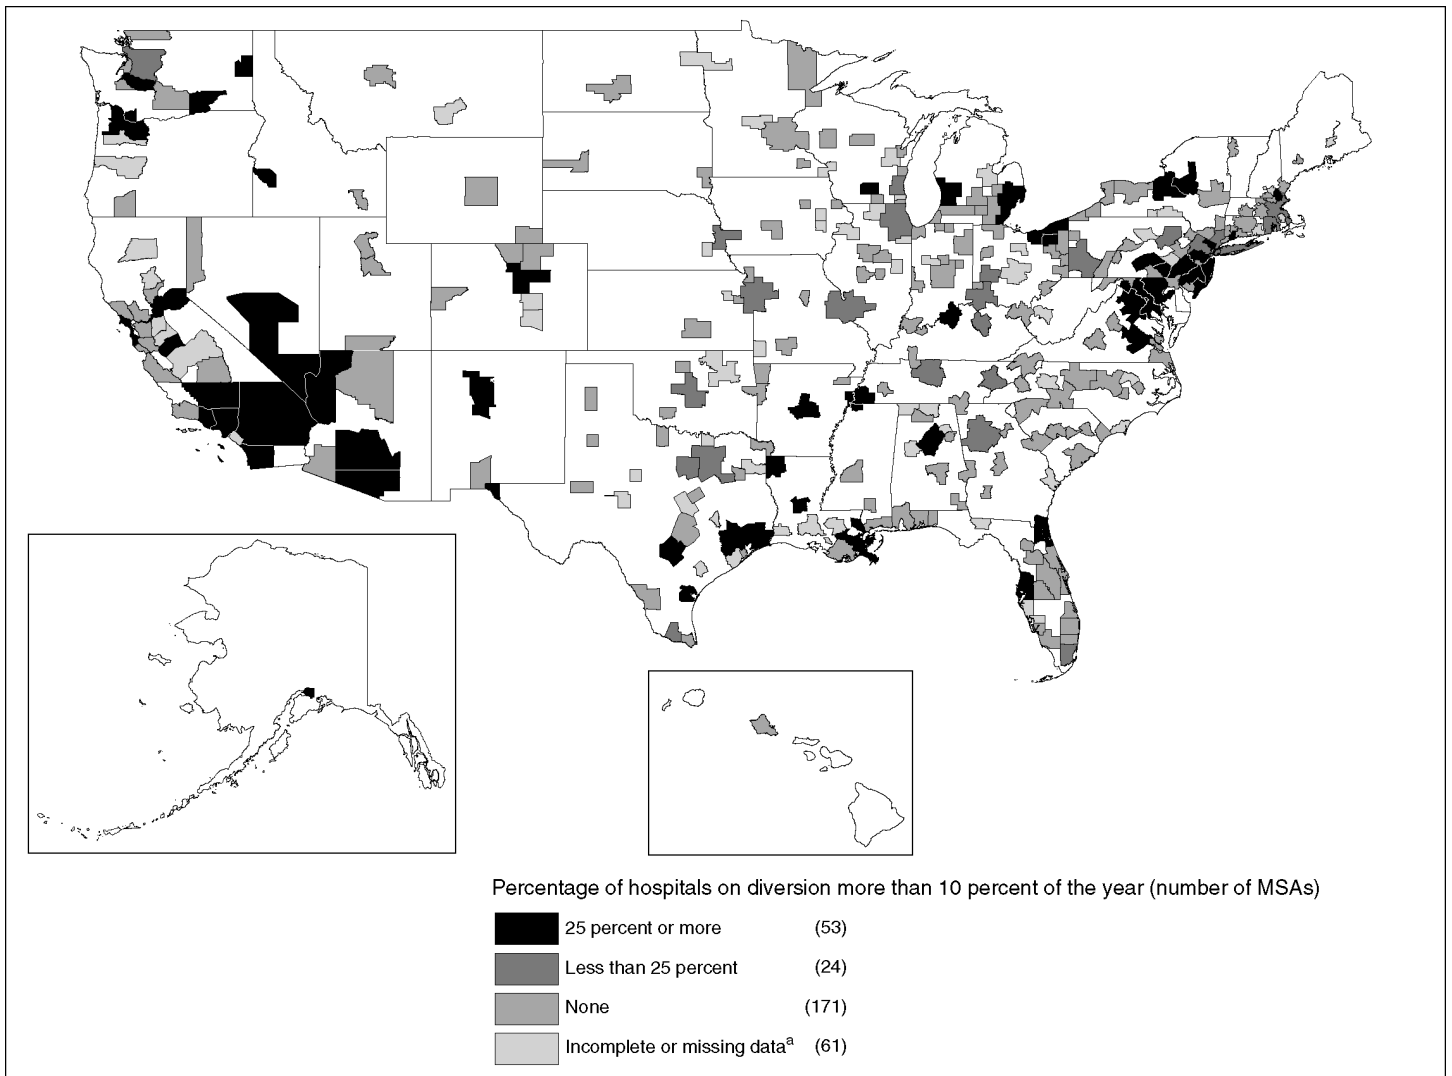 Percentage of hospitals on diversion more than 10 percent of the year (number of MSAs)
25 percent or more (53)
Less than 25 percent (24)
None (171)
Incomplete or missing dataᵃ (61)